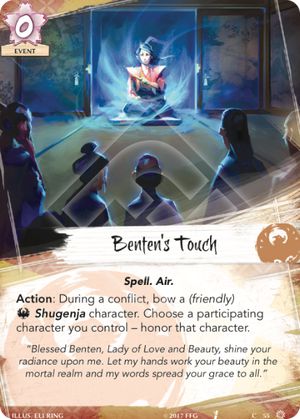 0
EVENT
Benten's Touch
Spell. Air.
Action: During a conflict, bow a (friendly)
Shugenja character. Choose a participating
character you control – honor that character.
"Blessed Benten, Lady of Love and Beauty, shine your
radiance upon me. Let my hands work your beauty in the
mortal realm and my words spread your grace to all."
ILLUS. ELI RING
© 2017 FFG
C 55